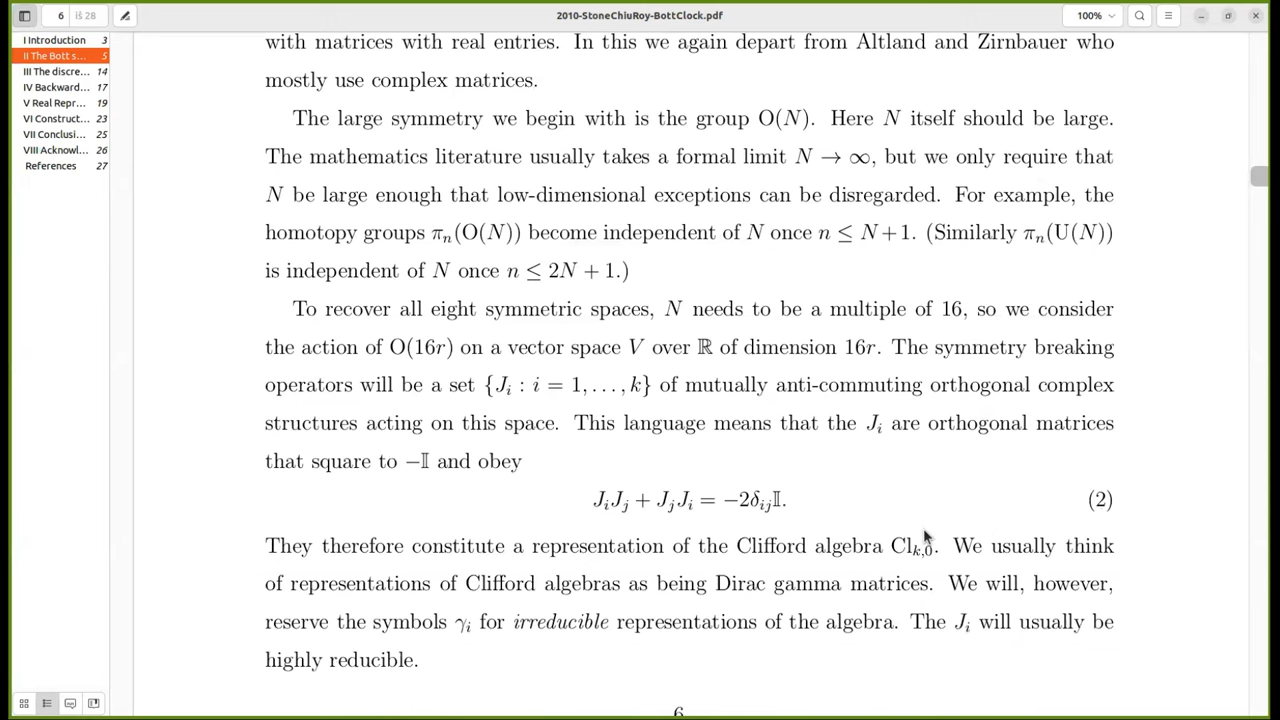 6
iš 28
2010-StoneChiuRoy-BottClock.pdf
100%
I Introduction 3
II The Bott s... 5
III The discre... 14
IV Backward... 17
V Real Repr... 19
VI Construct... 23
VII Conclusi... 25
VIII Acknowl... 26
References 27
with matrices with real entries. In this we again depart from Altland and Zirnbauer who
mostly use complex matrices.
The large symmetry we begin with is the group O(N). Here N itself should be large.
The mathematics literature usually takes a formal limit N → ∞, but we only require that
N be large enough that low-dimensional exceptions can be disregarded. For example, the
homotopy groups πₙ(O(N)) become independent of N once n ≤ N+1. (Similarly πₙ(U(N))
is independent of N once n ≤ 2N + 1.)
To recover all eight symmetric spaces, N needs to be a multiple of 16, so we consider
the action of O(16r) on a vector space V over ℝ of dimension 16r. The symmetry breaking
operators will be a set {Jᵢ : i = 1, . . . , k} of mutually anti-commuting orthogonal complex
structures acting on this space. This language means that the Jᵢ are orthogonal matrices
that square to −𝕀 and obey
JᵢJⱼ + JⱼJᵢ = −2δᵢⱼ𝕀. (2)
They therefore constitute a representation of the Clifford algebra Clₖ,₀. We usually think
of representations of Clifford algebras as being Dirac gamma matrices. We will, however,
reserve the symbols γᵢ for irreducible representations of the algebra. The Jᵢ will usually be
highly reducible.
6